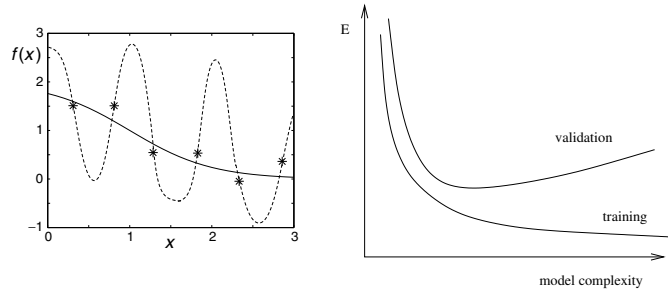 3
f(x)
2
1
0
−1
0
1
2
3
x
E
validation
training
model complexity